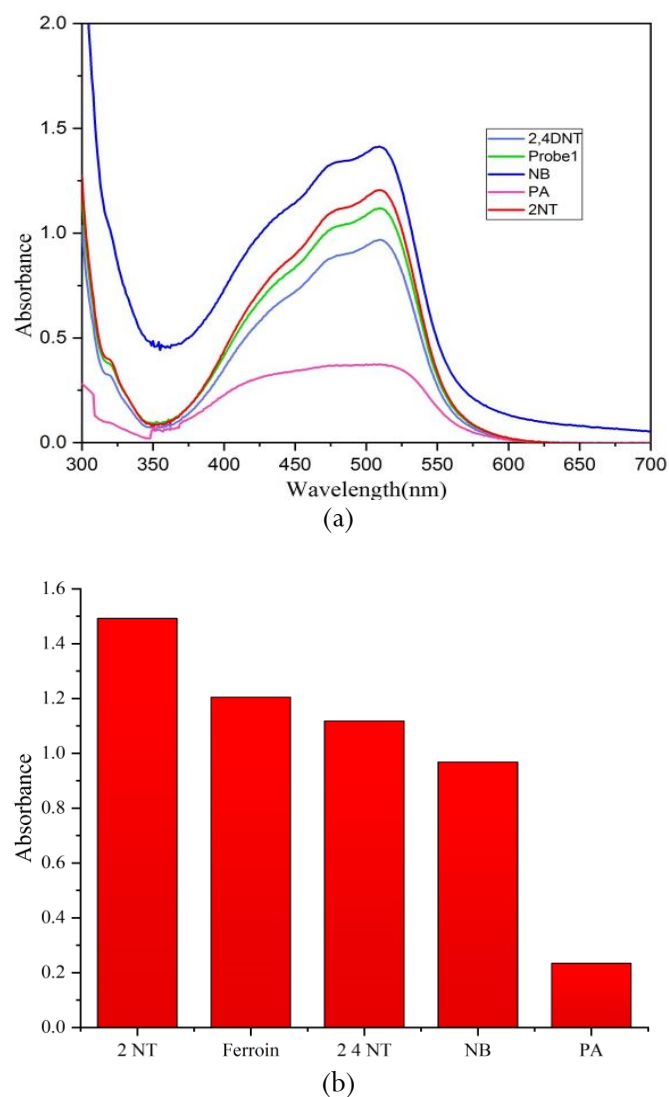 2.0
1.5
1.0
0.5
0.0
Absorbance
2,4DNT
Probe1
NB
PA
2NT
300 350 400 450 500 550 600 650 700
Wavelength(nm)
(a)
1.6
1.4
1.2
1.0
0.8
0.6
0.4
0.2
0.0
Absorbance
2 NT Ferroin 2 4 NT NB PA
(b)